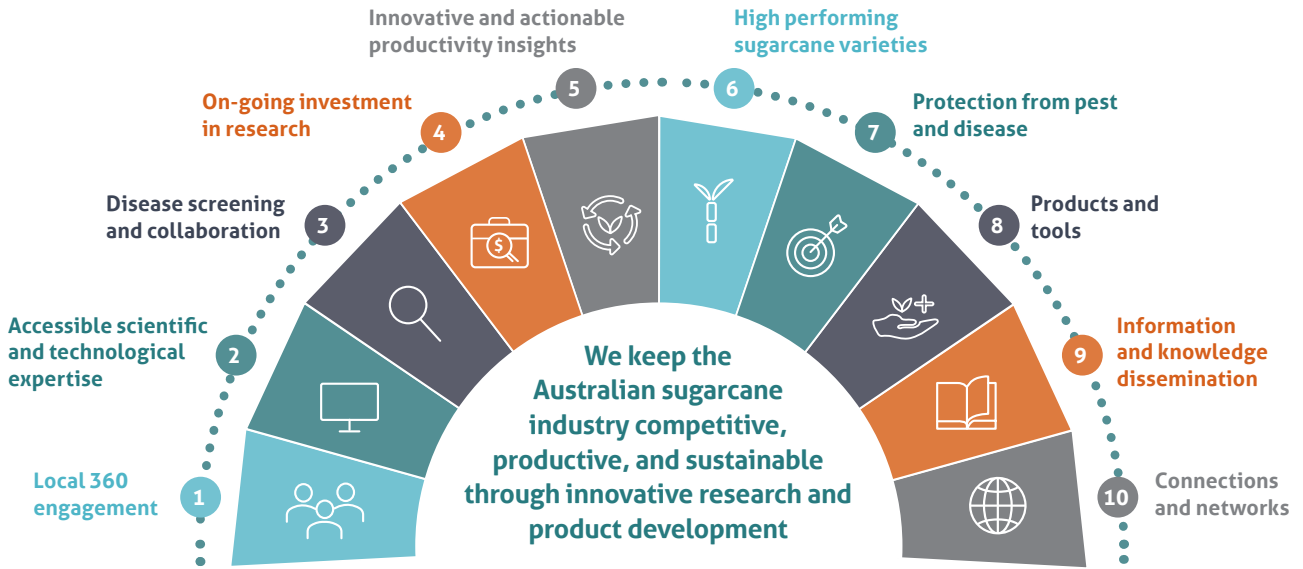 Local 360
engagement
1
Accessible scientific
and technological
expertise
2
Disease screening
and collaboration
3
On-going investment
in research
4
Innovative and actionable
productivity insights
5
High performing
sugarcane varieties
6
Protection from pest
and disease
7
Products and
tools
8
Information
and knowledge
dissemination
9
Connections
and networks
10
$
We keep the
Australian sugarcane
industry competitive,
productive, and sustainable
through innovative research and
product development